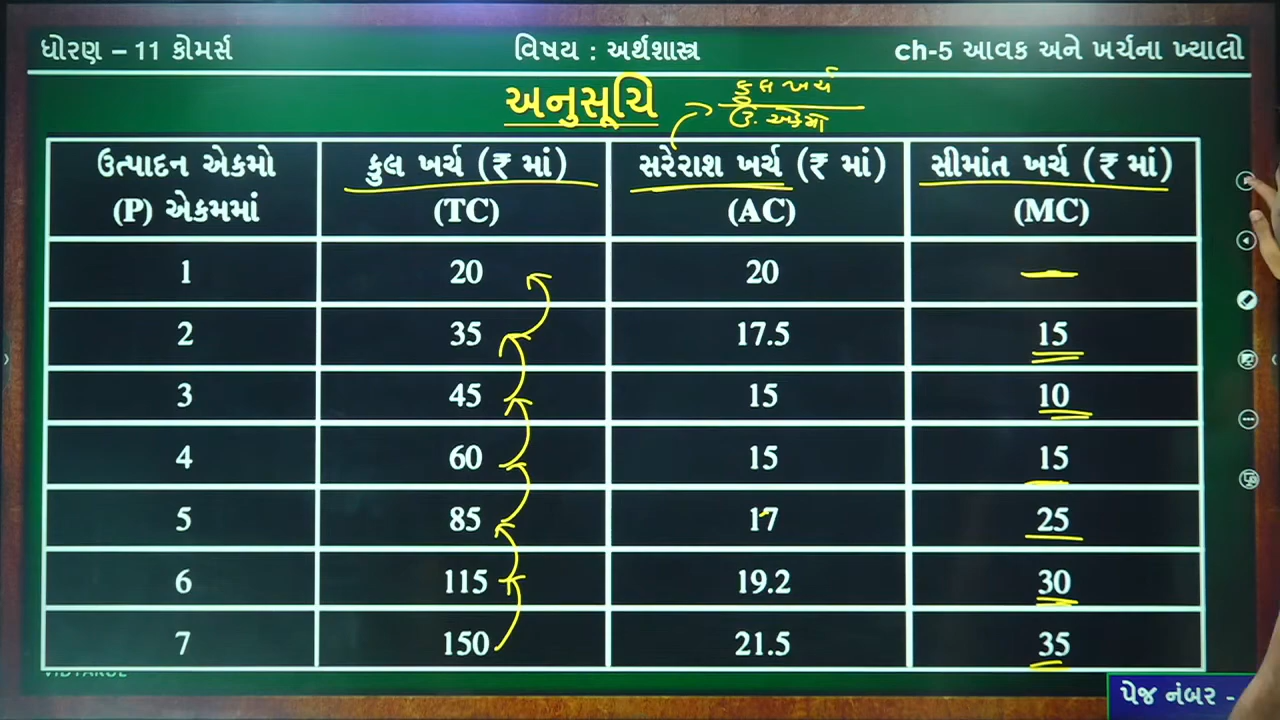 ધોરણ – 11 કોમર્સ વિષય : અર્થશાસ્ત્ર ch-5 આવક અને ખર્ચના ખ્યાલો
અનુસૂચિ
કુલ ખર્ચ
ઉ. એકમો
ઉત્પાદન એકમો (P) એકમમાં
કુલ ખર્ચ (₹ માં) (TC)
સરેરાશ ખર્ચ (₹ માં) (AC)
સીમાંત ખર્ચ (₹ માં) (MC)
1 20 20 —
2 35 17.5 15
3 45 15 10
4 60 15 15
5 85 17 25
6 115 19.2 30
7 150 21.5 35
VIDYAKUL
પેજ નંબર -